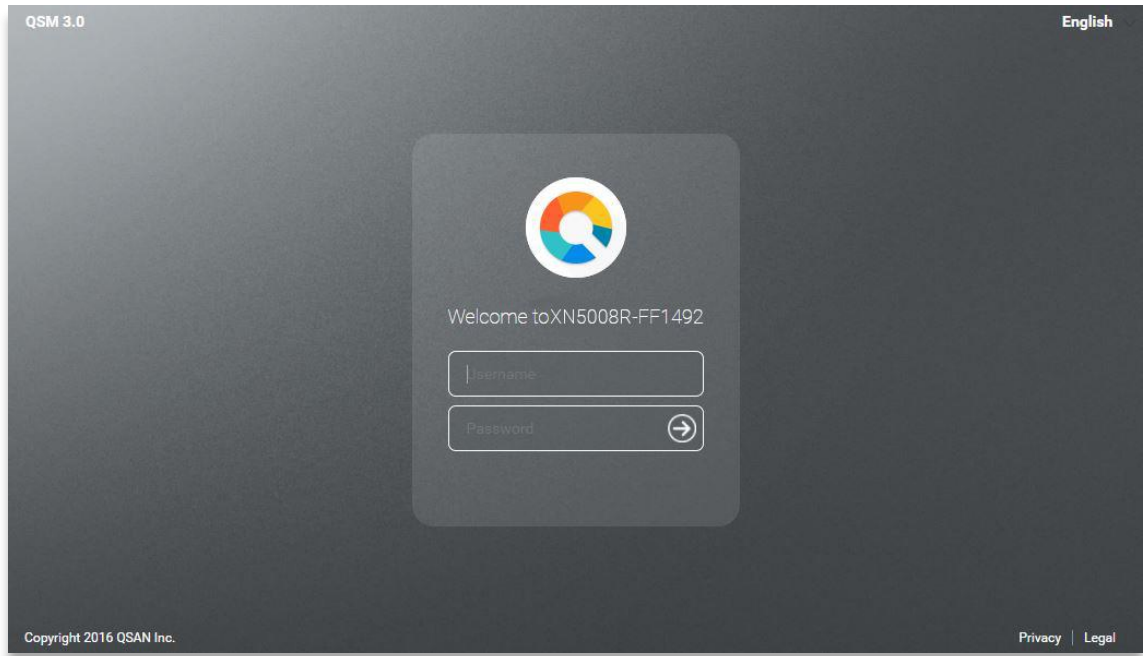 QSM 3.0
English
Welcome toXN5008R-FF1492
Username
Password
Copyright 2016 QSAN Inc.
Privacy | Legal